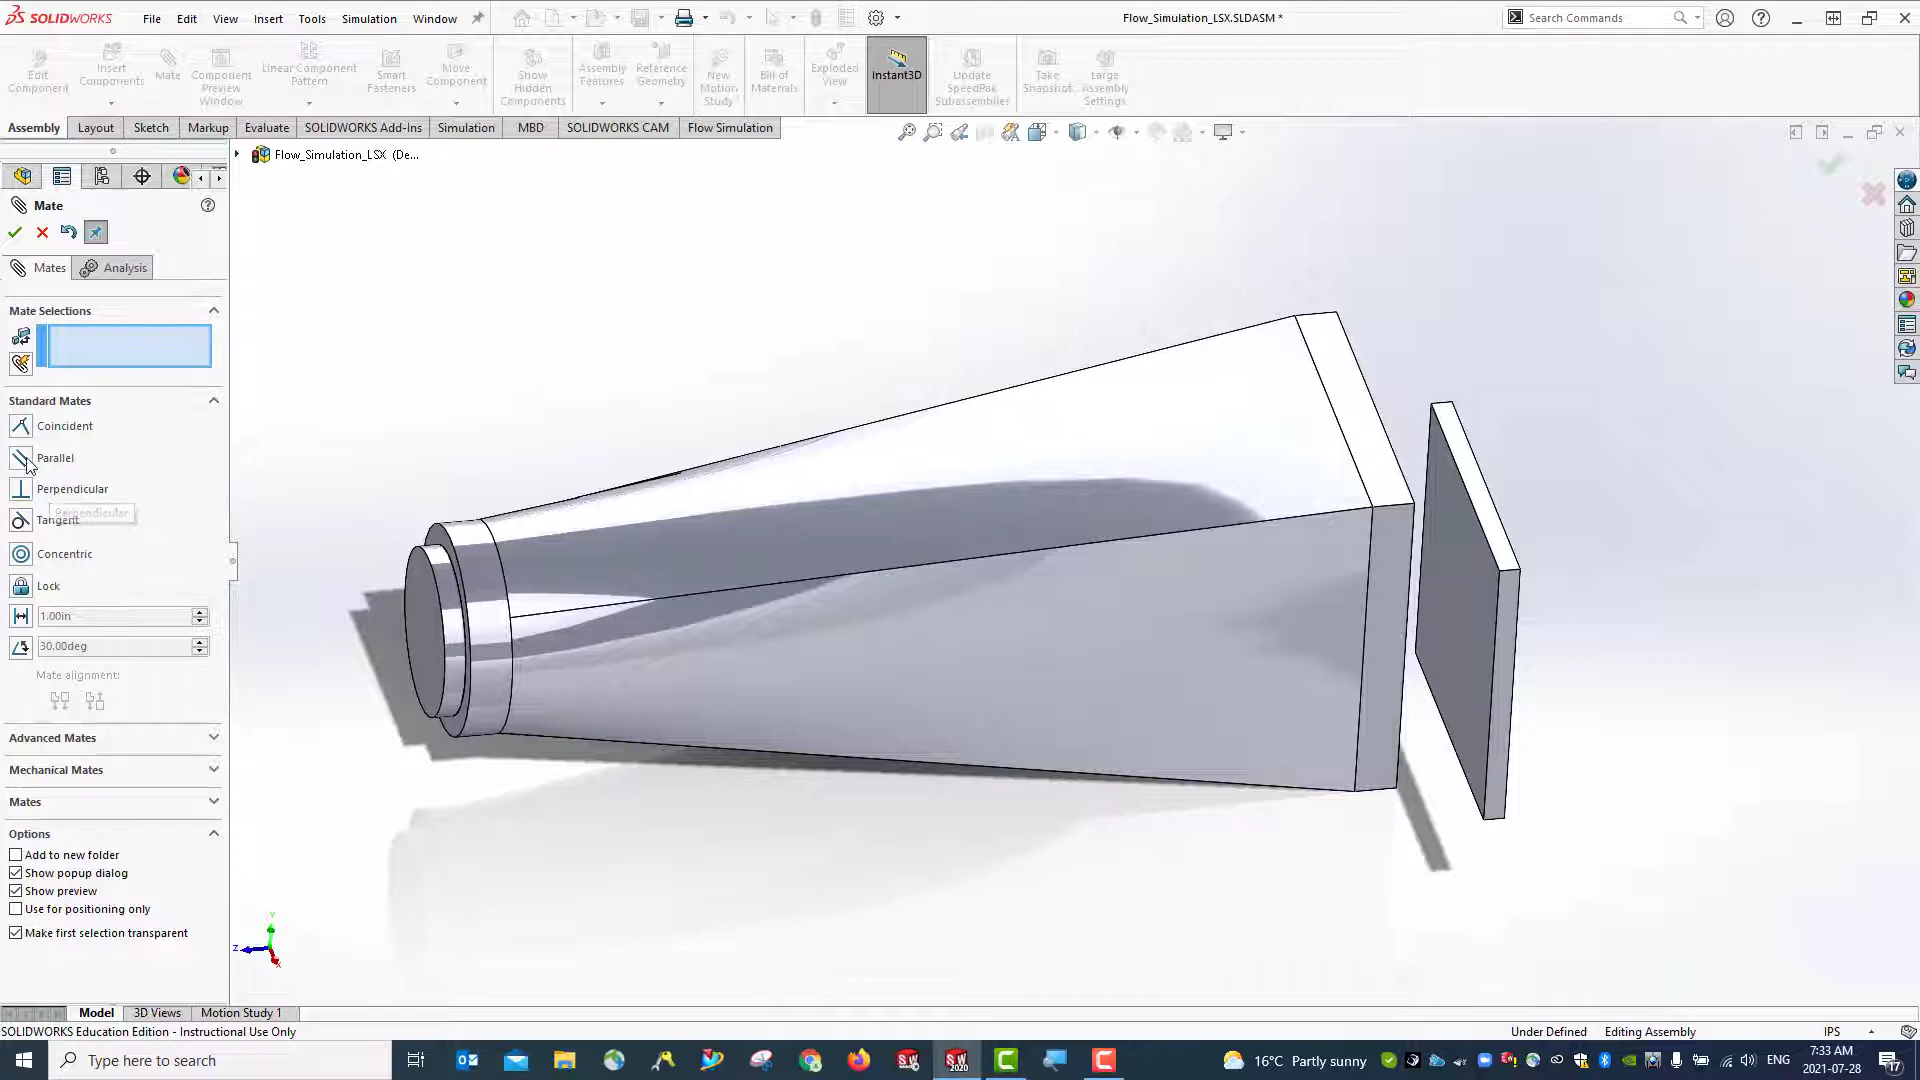 SOLIDWORKS File Edit View Insert Tools Simulation Window Flow_Simulation_LSX.SLDASM * Search Commands
Edit Component
Insert Components
Mate
Component Preview Window
Linear Component Pattern
Smart Fasteners
Move Component
Show Hidden Components
Assembly Features
Reference Geometry
New Motion Study
Bill of Materials
Exploded View
Instant3D
Update SpeedPak Subassemblies
Take Snapshot
Large Assembly Settings
Assembly Layout Sketch Markup Evaluate SOLIDWORKS Add-Ins Simulation MBD SOLIDWORKS CAM Flow Simulation
Flow_Simulation_LSX (De...
Mate
Mates Analysis
Mate Selections
Standard Mates
Coincident
Parallel
Perpendicular
Perpendicular
Tangent
Concentric
Lock
1.00in
30.00deg
Mate alignment:
Advanced Mates
Mechanical Mates
Mates
Options
Add to new folder
Show popup dialog
Show preview
Use for positioning only
Make first selection transparent
Y
Z
X
Model 3D Views Motion Study 1
SOLIDWORKS Education Edition - Instructional Use Only Under Defined Editing Assembly IPS
Type here to search
SW 2020
16°C Partly sunny
ENG
7:33 AM
2021-07-28
17